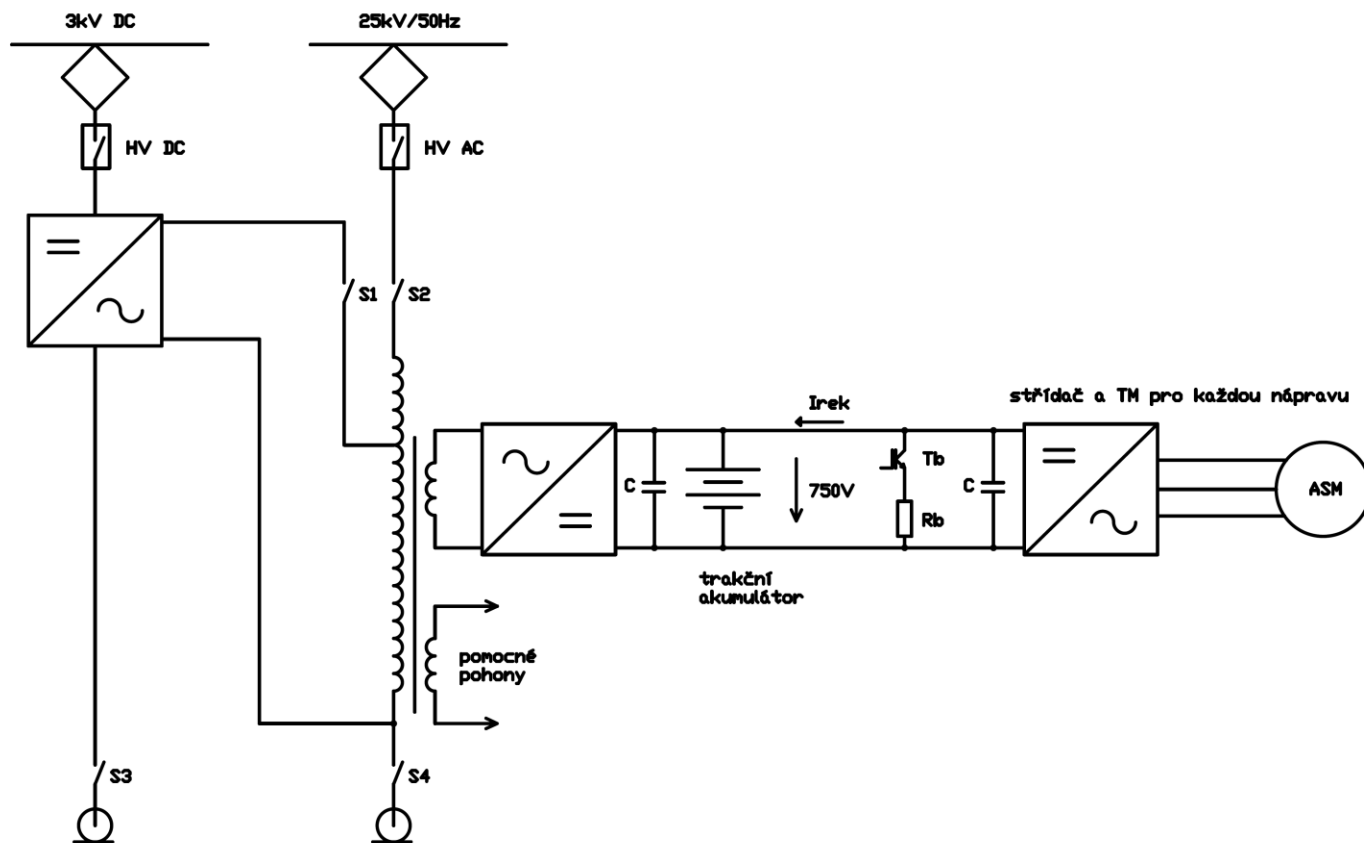 3kV DC
25kV/50Hz
HV DC
HV AC
S1
S2
Irek
střídač a TM pro každou nápravu
Tb
C
750V
C
ASM
Rb
trakční
akumulátor
pomocné
pohony
S3
S4